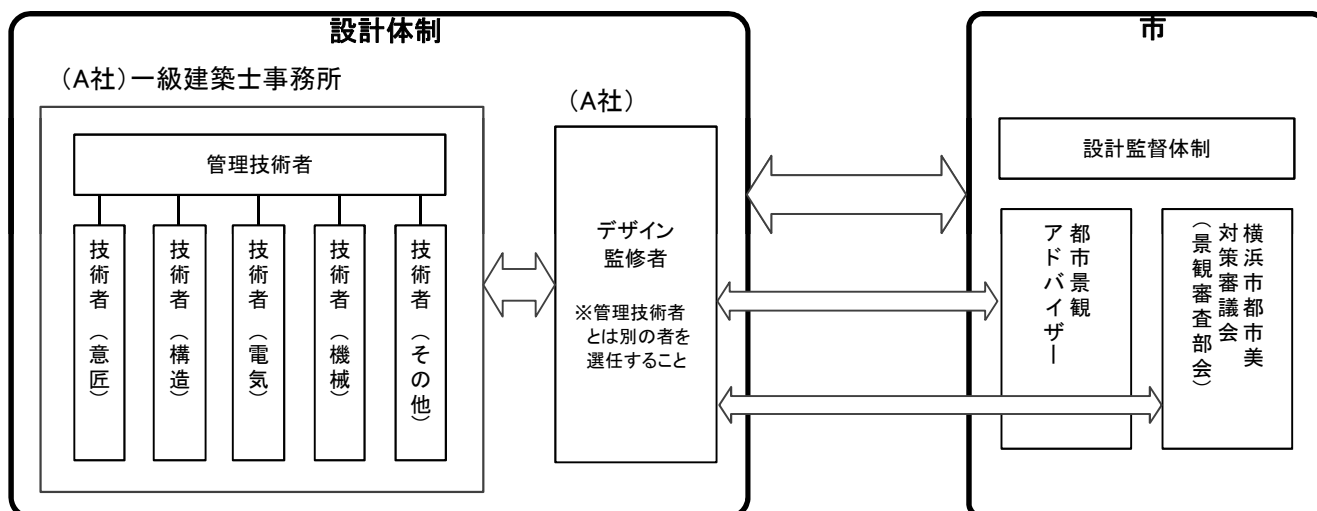 設計体制
(A社)一級建築士事務所
管理技術者
技術者(意匠)
技術者(構造)
技術者(電気)
技術者(機械)
技術者(その他)
(A社)
デザイン
監修者
※管理技術者
とは別の者を
選任すること
市
設計監督体制
都市景観
アドバイザー
横浜市都市美
対策審議会
(景観審査部会)